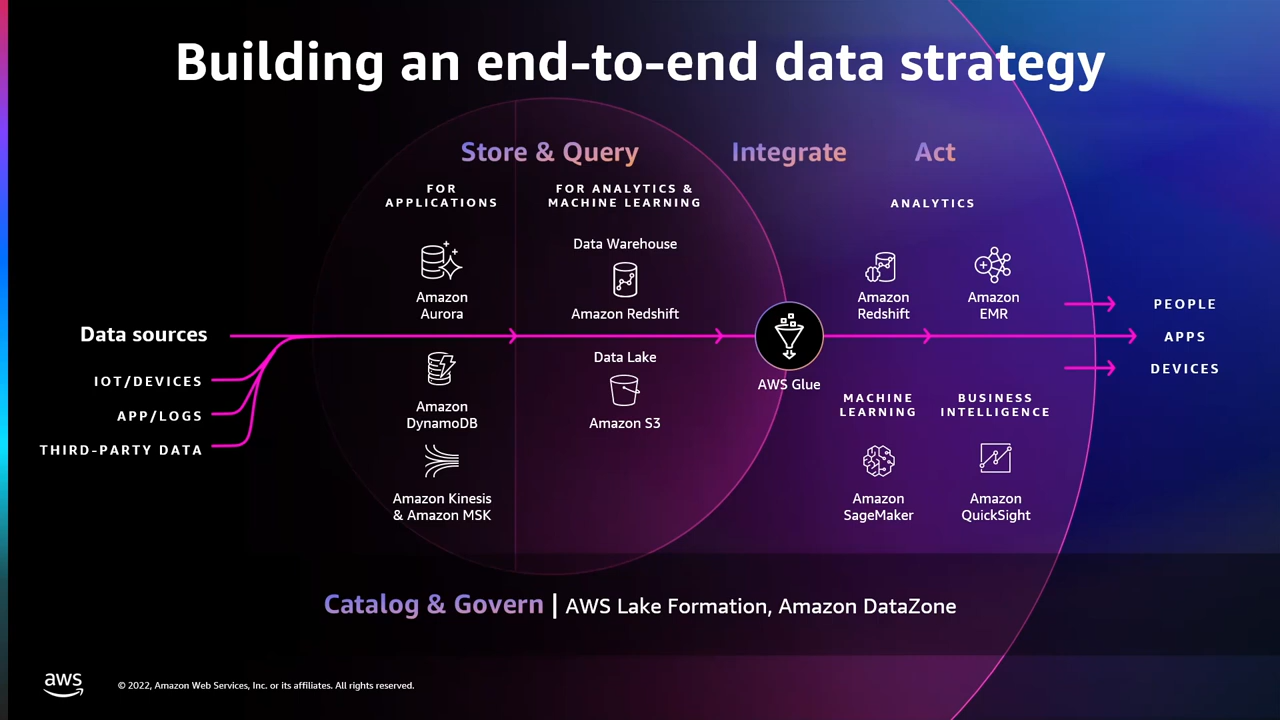 Building an end-to-end data strategy
Store & Query
Integrate
Act
FOR
APPLICATIONS
FOR ANALYTICS &
MACHINE LEARNING
ANALYTICS
Data Warehouse
Amazon
Aurora
Amazon Redshift
Amazon
Redshift
Amazon
EMR
Data sources
IOT/DEVICES
APP/LOGS
THIRD-PARTY DATA
Data Lake
Amazon
DynamoDB
Amazon S3
AWS Glue
PEOPLE
APPS
DEVICES
MACHINE
LEARNING
BUSINESS
INTELLIGENCE
Amazon Kinesis
& Amazon MSK
Amazon
SageMaker
Amazon
QuickSight
Catalog & Govern | AWS Lake Formation, Amazon DataZone
aws
© 2022, Amazon Web Services, Inc. or its affiliates. All rights reserved.